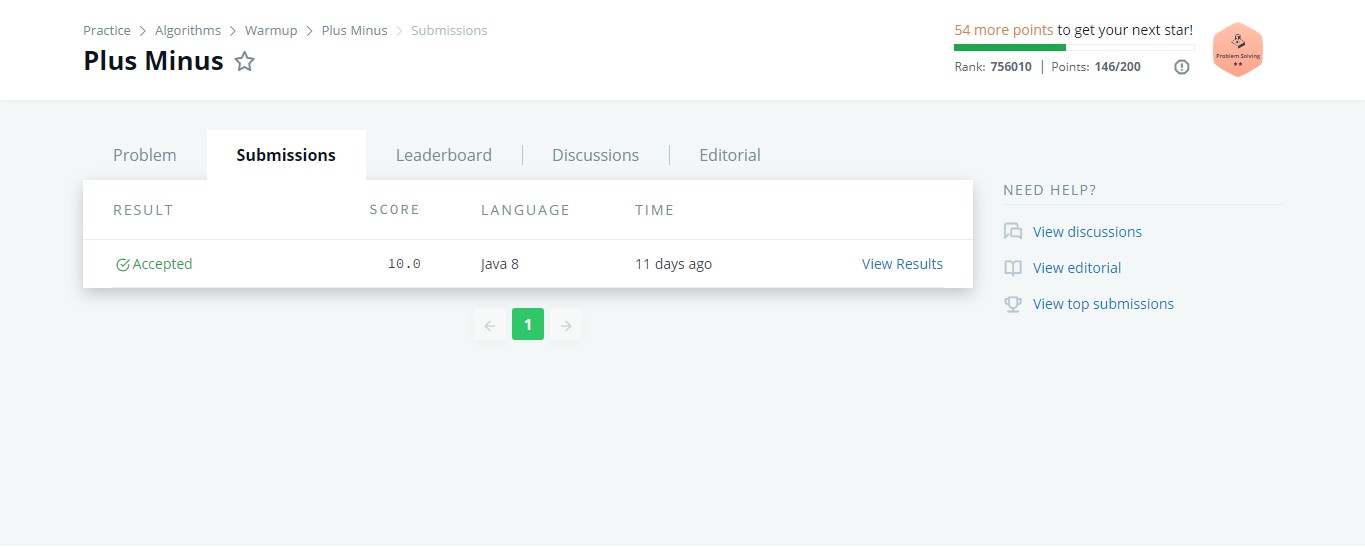 Practice > Algorithms > Warmup > Plus Minus > Submissions
Plus Minus
54 more points to get your next star!
Rank: 756010 | Points: 146/200
Problem Solving
Problem Submissions Leaderboard Discussions Editorial
RESULT SCORE LANGUAGE TIME
Accepted 10.0 Java 8 11 days ago View Results
1
NEED HELP?
View discussions
View editorial
View top submissions